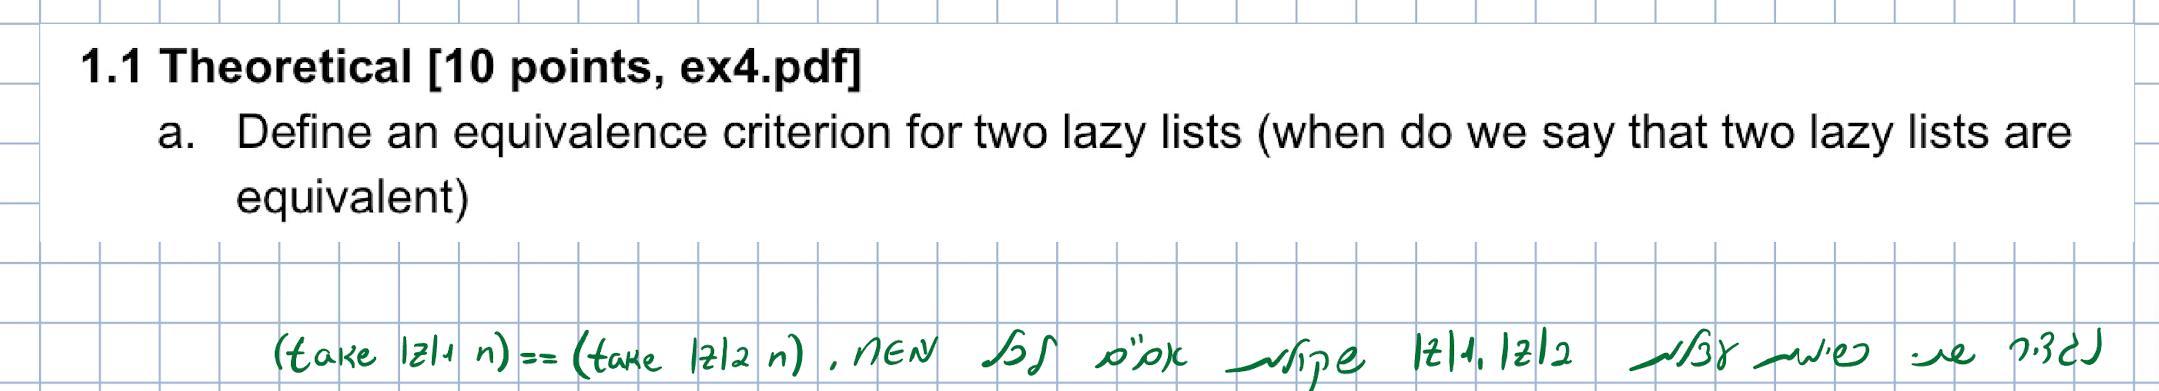 1.1 Theoretical [10 points, ex4.pdf]
a. Define an equivalence criterion for two lazy lists (when do we say that two lazy lists are
equivalent)
נגדיר שתי רשימות עצלות lzl1, lzl2 שקולות אמ"מ לכל n∈N, (take lzl1 n) == (take lzl2 n)